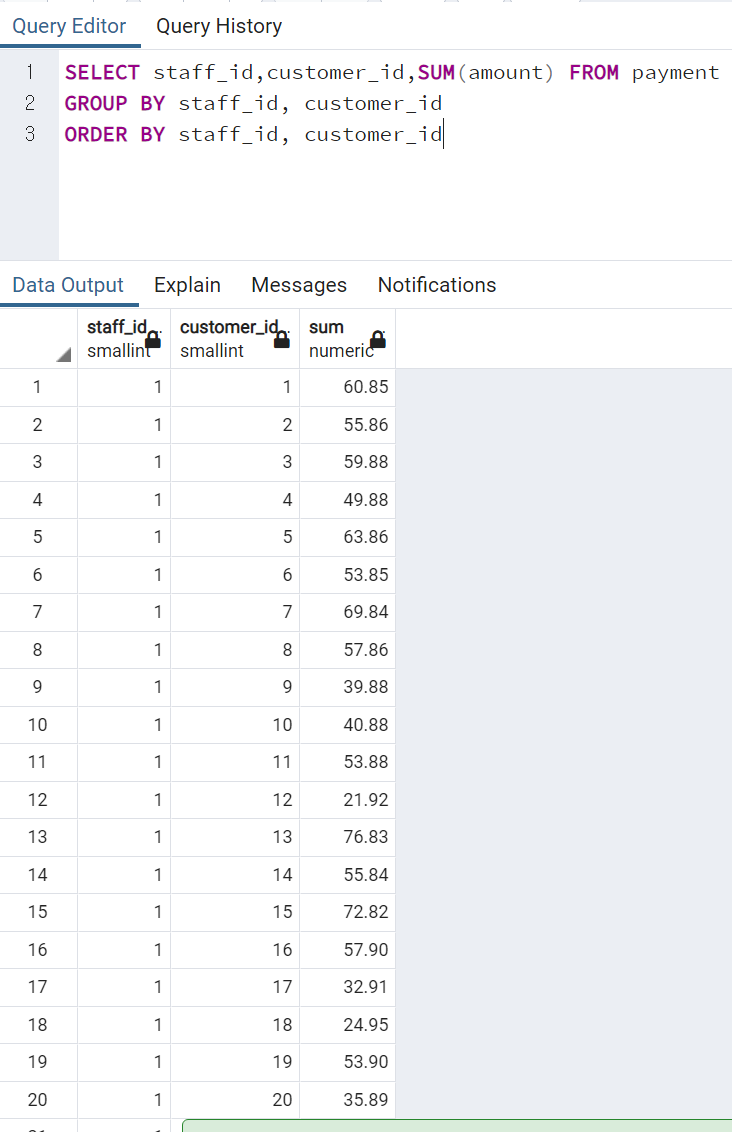 Query Editor Query History
1 SELECT staff_id,customer_id,SUM(amount) FROM payment
2 GROUP BY staff_id, customer_id
3 ORDER BY staff_id, customer_id
Data Output Explain Messages Notifications
staff_id customer_id sum
smallint smallint numeric
1 1 1 60.85
2 1 2 55.86
3 1 3 59.88
4 1 4 49.88
5 1 5 63.86
6 1 6 53.85
7 1 7 69.84
8 1 8 57.86
9 1 9 39.88
10 1 10 40.88
11 1 11 53.88
12 1 12 21.92
13 1 13 76.83
14 1 14 55.84
15 1 15 72.82
16 1 16 57.90
17 1 17 32.91
18 1 18 24.95
19 1 19 53.90
20 1 20 35.89